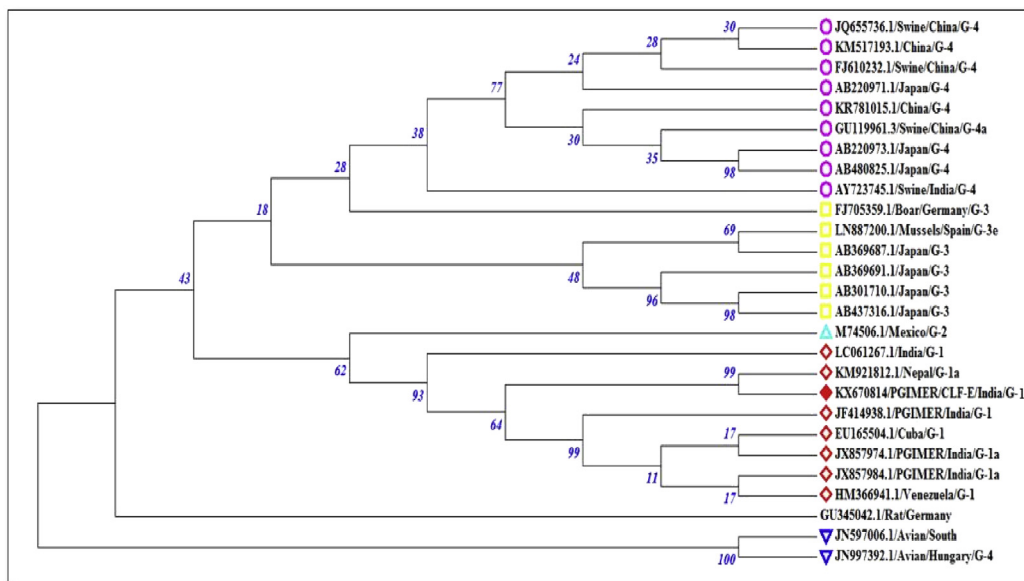 30
JQ655736.1/Swine/China/G-4
28
KM517193.1/China/G-4
24
FJ610232.1/Swine/China/G-4
77
AB220971.1/Japan/G-4
KR781015.1/China/G-4
38
30
GU119961.3/Swine/China/G-4a
35
AB220973.1/Japan/G-4
98
AB480825.1/Japan/G-4
28
AY723745.1/Swine/India/G-4
18
FJ705359.1/Boar/Germany/G-3
69
LN887200.1/Mussels/Spain/G-3e
AB369687.1/Japan/G-3
43
48
AB369691.1/Japan/G-3
96
AB301710.1/Japan/G-3
98
AB437316.1/Japan/G-3
M74506.1/Mexico/G-2
62
LC061267.1/India/G-1
99
KM921812.1/Nepal/G-1a
93
KX670814/PGIMER/CLF-E/India/G-1
64
JF414938.1/PGIMER/India/G-1
17
EU165504.1/Cuba/G-1
99
JX857974.1/PGIMER/India/G-1a
11
JX857984.1/PGIMER/India/G-1a
17
HM366941.1/Venezuela/G-1
GU345042.1/Rat/Germany
JN597006.1/Avian/South
100
JN997392.1/Avian/Hungary/G-4